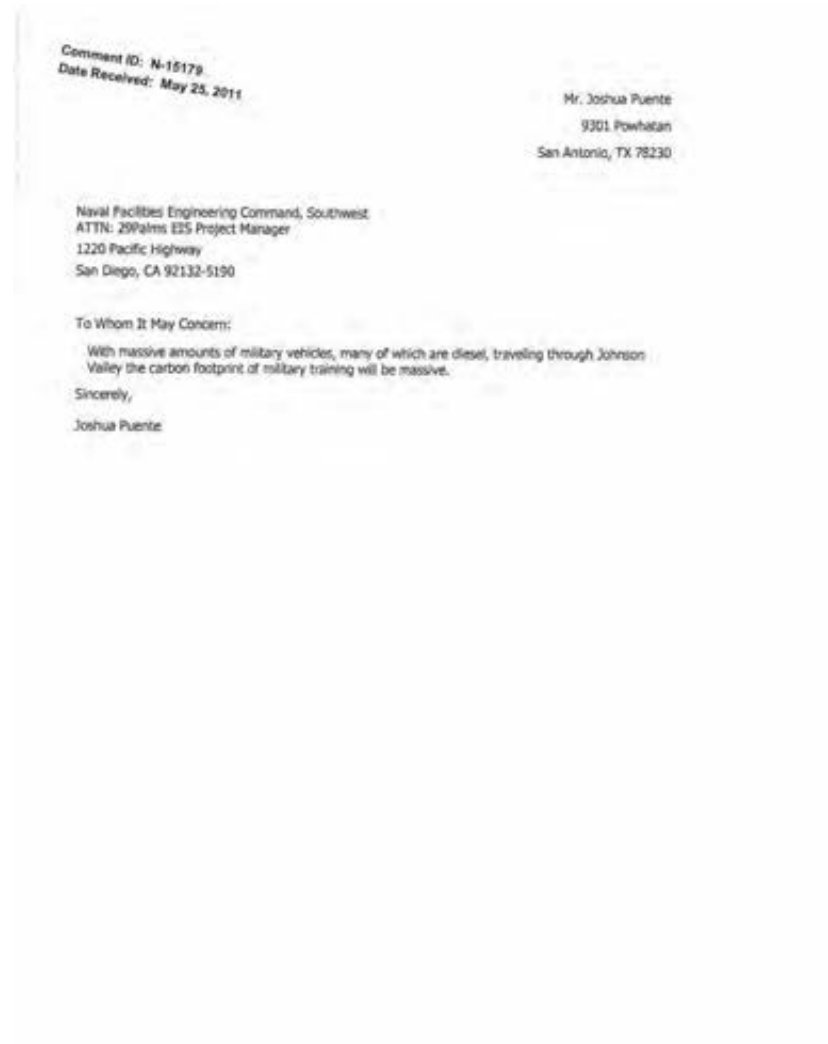 Comment ID: N-15179
Date Received: May 25, 2011
Mr. Joshua Puente
9301 Powhatan
San Antonio, TX 78230
Naval Facilities Engineering Command, Southwest
ATTN: 29Palms EIS Project Manager
1220 Pacific Highway
San Diego, CA 92132-5190
To Whom It May Concern:
With massive amounts of military vehicles, many of which are diesel, traveling through Johnson
Valley the carbon footprint of military training will be massive.
Sincerely,
Joshua Puente